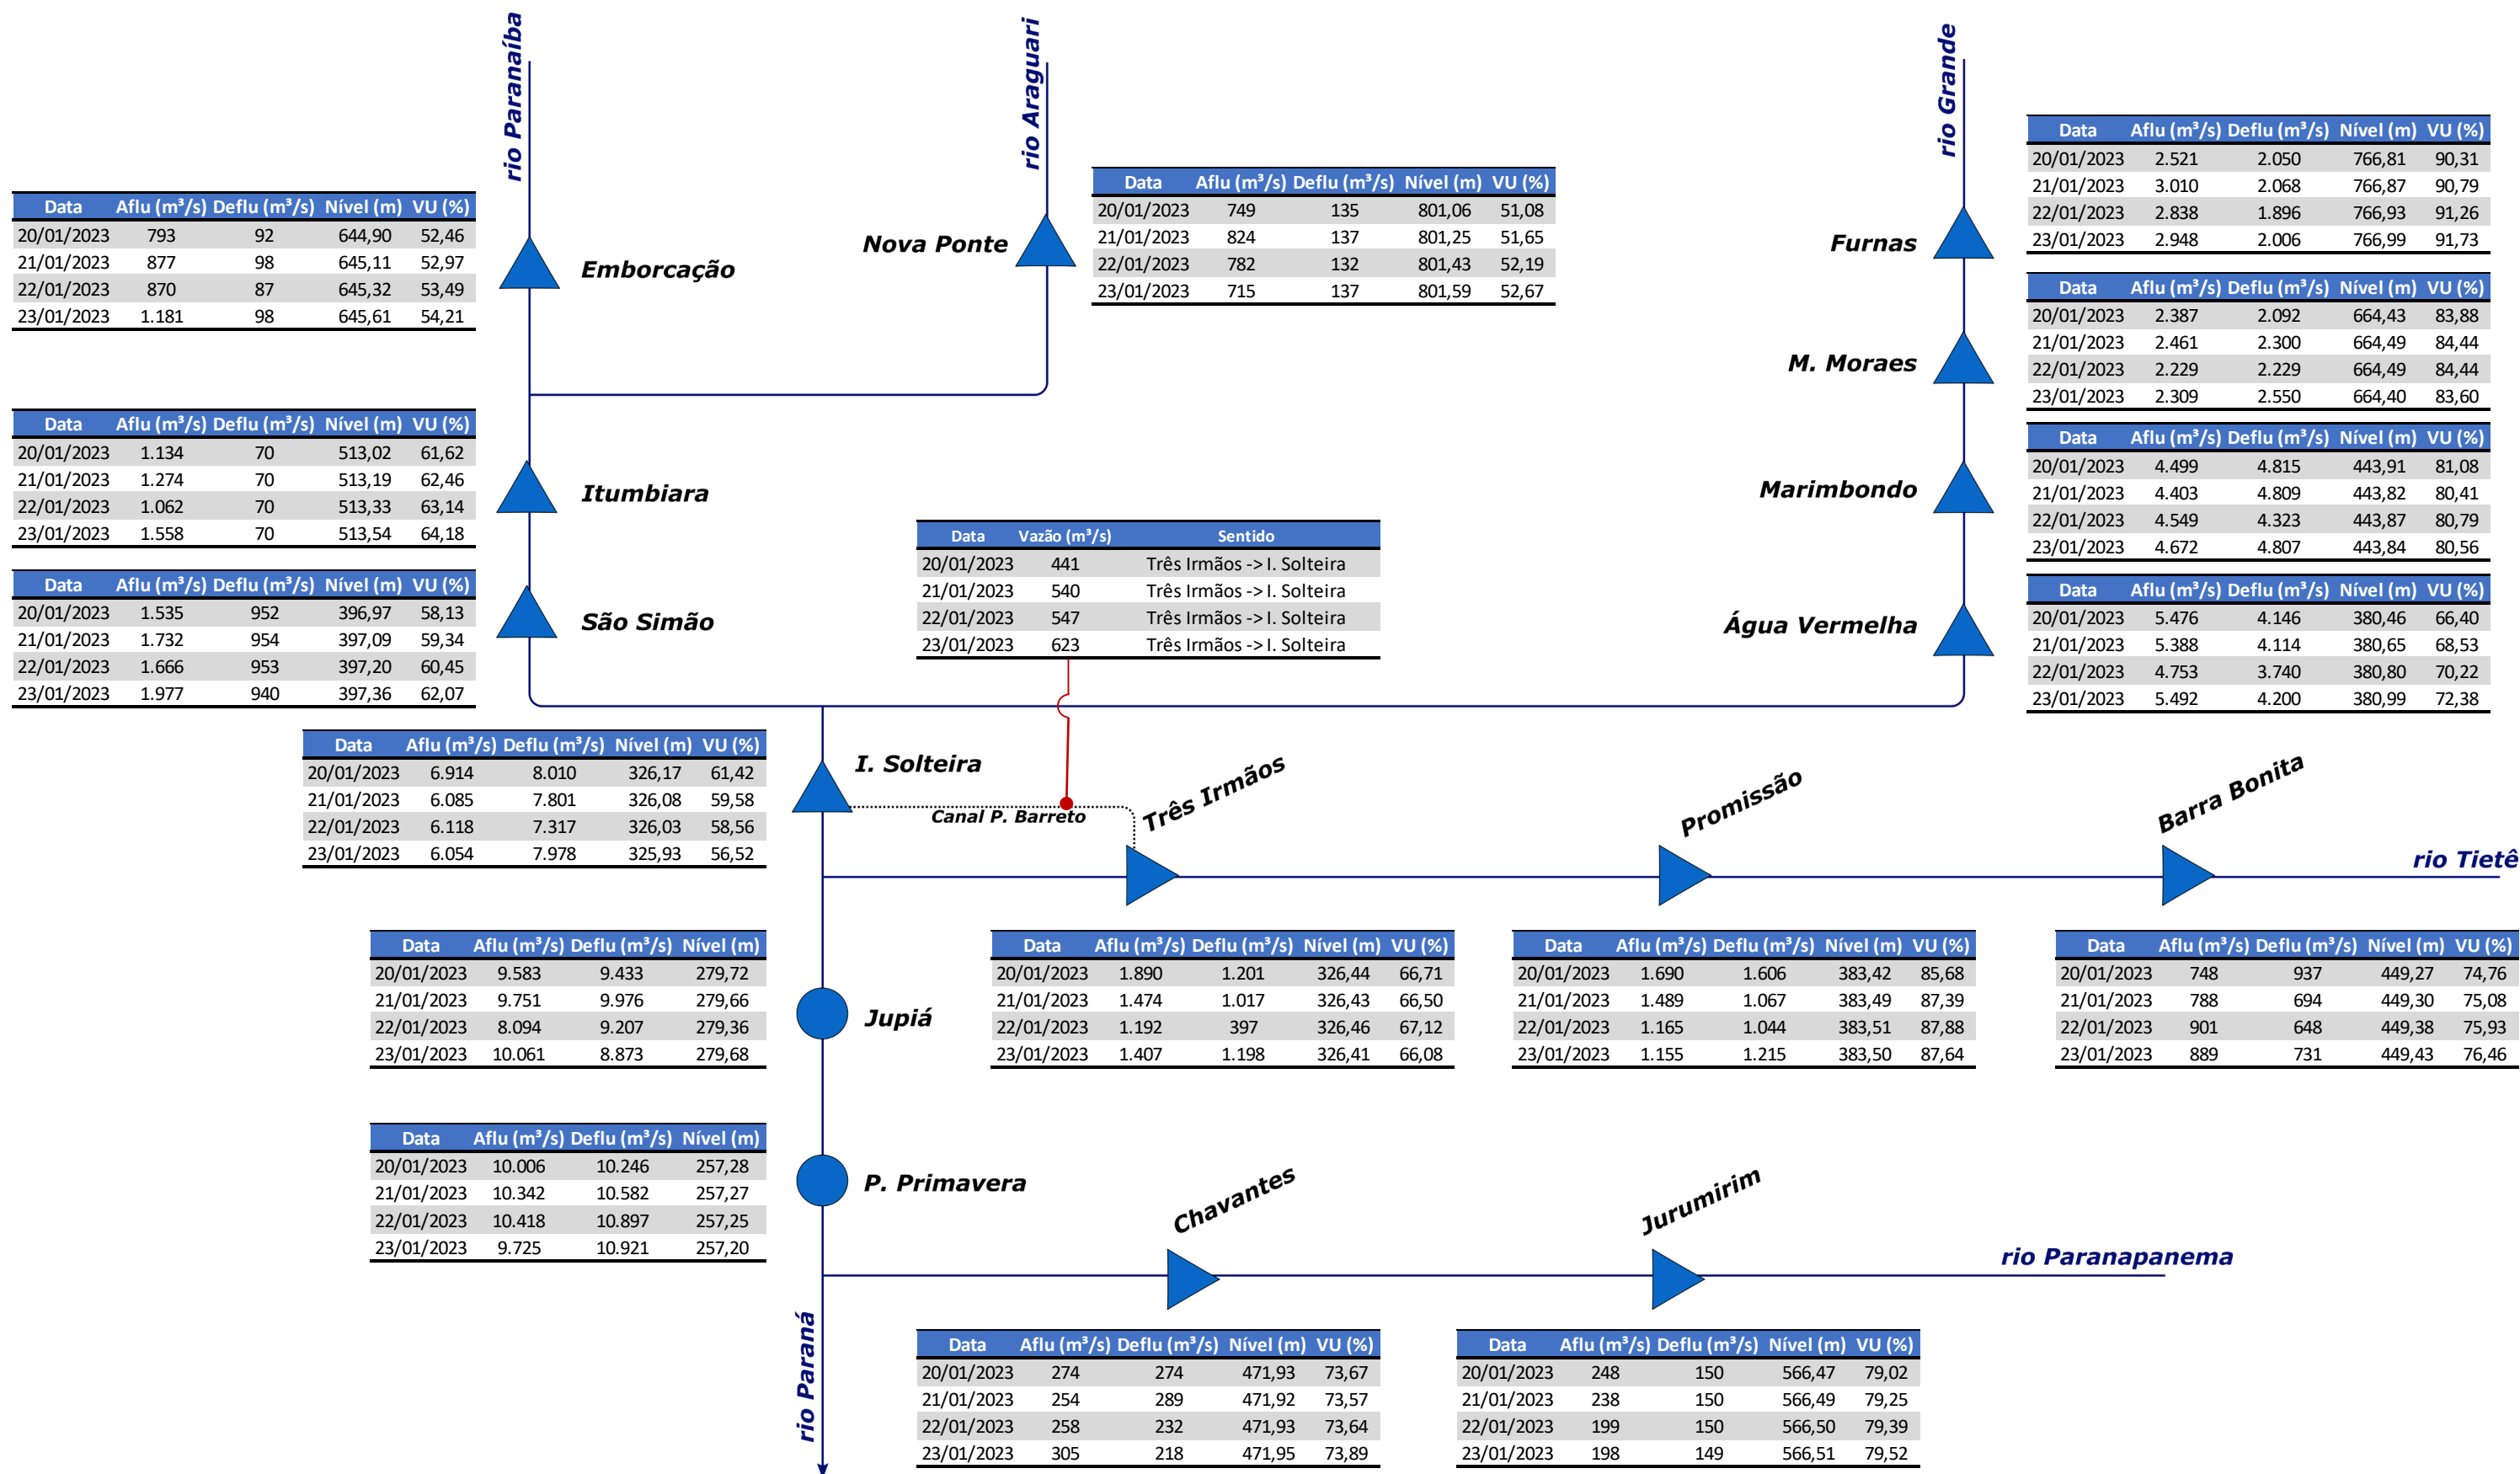 rio Paranaíba
rio Araguari
rio Grande
Data Aflu (m³/s) Deflu (m³/s) Nível (m) VU (%)
20/01/2023 2.521 2.050 766,81 90,31
21/01/2023 3.010 2.068 766,87 90,79
22/01/2023 2.838 1.896 766,93 91,26
23/01/2023 2.948 2.006 766,99 91,73
Furnas
Data Aflu (m³/s) Deflu (m³/s) Nível (m) VU (%)
20/01/2023 749 135 801,06 51,08
21/01/2023 824 137 801,25 51,65
22/01/2023 782 132 801,43 52,19
23/01/2023 715 137 801,59 52,67
Nova Ponte
Data Aflu (m³/s) Deflu (m³/s) Nível (m) VU (%)
20/01/2023 793 92 644,90 52,46
21/01/2023 877 98 645,11 52,97
22/01/2023 870 87 645,32 53,49
23/01/2023 1.181 98 645,61 54,21
Emborcação
Data Aflu (m³/s) Deflu (m³/s) Nível (m) VU (%)
20/01/2023 2.387 2.092 664,43 83,88
21/01/2023 2.461 2.300 664,49 84,44
22/01/2023 2.229 2.229 664,49 84,44
23/01/2023 2.309 2.550 664,40 83,60
M. Moraes
Data Aflu (m³/s) Deflu (m³/s) Nível (m) VU (%)
20/01/2023 1.134 70 513,02 61,62
21/01/2023 1.274 70 513,19 62,46
22/01/2023 1.062 70 513,33 63,14
23/01/2023 1.558 70 513,54 64,18
Itumbiara
Data Aflu (m³/s) Deflu (m³/s) Nível (m) VU (%)
20/01/2023 4.499 4.815 443,91 81,08
21/01/2023 4.403 4.809 443,82 80,41
22/01/2023 4.549 4.323 443,87 80,79
23/01/2023 4.672 4.807 443,84 80,56
Marimbondo
Data Vazão (m³/s) Sentido
20/01/2023 441 Três Irmãos -> I. Solteira
21/01/2023 540 Três Irmãos -> I. Solteira
22/01/2023 547 Três Irmãos -> I. Solteira
23/01/2023 623 Três Irmãos -> I. Solteira
Data Aflu (m³/s) Deflu (m³/s) Nível (m) VU (%)
20/01/2023 1.535 952 396,97 58,13
21/01/2023 1.732 954 397,09 59,34
22/01/2023 1.666 953 397,20 60,45
23/01/2023 1.977 940 397,36 62,07
São Simão
Data Aflu (m³/s) Deflu (m³/s) Nível (m) VU (%)
20/01/2023 5.476 4.146 380,46 66,40
21/01/2023 5.388 4.114 380,65 68,53
22/01/2023 4.753 3.740 380,80 70,22
23/01/2023 5.492 4.200 380,99 72,38
Água Vermelha
Data Aflu (m³/s) Deflu (m³/s) Nível (m) VU (%)
20/01/2023 6.914 8.010 326,17 61,42
21/01/2023 6.085 7.801 326,08 59,58
22/01/2023 6.118 7.317 326,03 58,56
23/01/2023 6.054 7.978 325,93 56,52
I. Solteira
Canal P. Barreto
Três Irmãos
Promissão
Barra Bonita
rio Tietê
Data Aflu (m³/s) Deflu (m³/s) Nível (m)
20/01/2023 9.583 9.433 279,72
21/01/2023 9.751 9.976 279,66
22/01/2023 8.094 9.207 279,36
23/01/2023 10.061 8.873 279,68
Jupiá
Data Aflu (m³/s) Deflu (m³/s) Nível (m) VU (%)
20/01/2023 1.890 1.201 326,44 66,71
21/01/2023 1.474 1.017 326,43 66,50
22/01/2023 1.192 397 326,46 67,12
23/01/2023 1.407 1.198 326,41 66,08
Data Aflu (m³/s) Deflu (m³/s) Nível (m) VU (%)
20/01/2023 1.690 1.606 383,42 85,68
21/01/2023 1.489 1.067 383,49 87,39
22/01/2023 1.165 1.044 383,51 87,88
23/01/2023 1.155 1.215 383,50 87,64
Data Aflu (m³/s) Deflu (m³/s) Nível (m) VU (%)
20/01/2023 748 937 449,27 74,76
21/01/2023 788 694 449,30 75,08
22/01/2023 901 648 449,38 75,93
23/01/2023 889 731 449,43 76,46
Data Aflu (m³/s) Deflu (m³/s) Nível (m)
20/01/2023 10.006 10.246 257,28
21/01/2023 10.342 10.582 257,27
22/01/2023 10.418 10.897 257,25
23/01/2023 9.725 10.921 257,20
P. Primavera
Chavantes
Jurumirim
rio Paranapanema
rio Paraná
Data Aflu (m³/s) Deflu (m³/s) Nível (m) VU (%)
20/01/2023 274 274 471,93 73,67
21/01/2023 254 289 471,92 73,57
22/01/2023 258 232 471,93 73,64
23/01/2023 305 218 471,95 73,89
Data Aflu (m³/s) Deflu (m³/s) Nível (m) VU (%)
20/01/2023 248 150 566,47 79,02
21/01/2023 238 150 566,49 79,25
22/01/2023 199 150 566,50 79,39
23/01/2023 198 149 566,51 79,52